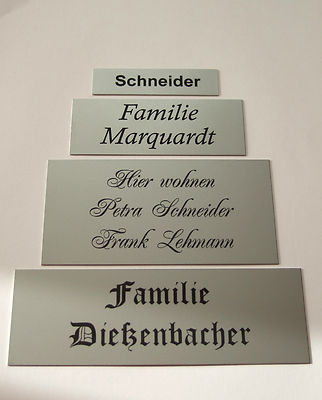 Schneider
Familie
Marquardt
Hier wohnen
Petra Schneider
Frank Lehmann
Familie
Dießenbacher